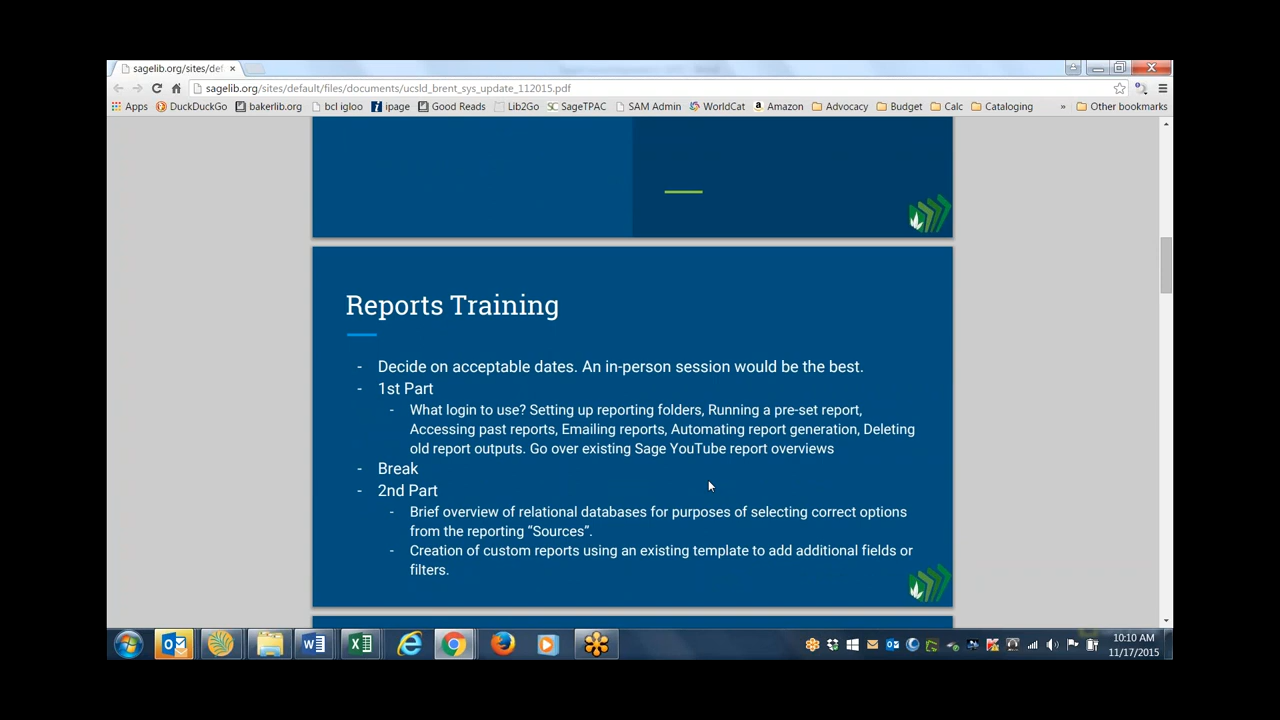 sagelib.org/sites/def
sagelib.org/sites/default/files/documents/ucsld_brent_sys_update_112015.pdf
Apps DuckDuckGo bakerlib.org bcl igloo ipage Good Reads Lib2Go SageTPAC SAM Admin WorldCat Amazon Advocacy Budget Calc Cataloging » Other bookmarks
Reports Training
- Decide on acceptable dates. An in-person session would be the best.
- 1st Part
- What login to use? Setting up reporting folders, Running a pre-set report,
Accessing past reports, Emailing reports, Automating report generation, Deleting
old report outputs. Go over existing Sage YouTube report overviews
- Break
- 2nd Part
- Brief overview of relational databases for purposes of selecting correct options
from the reporting “Sources”.
- Creation of custom reports using an existing template to add additional fields or
filters.
10:10 AM
11/17/2015